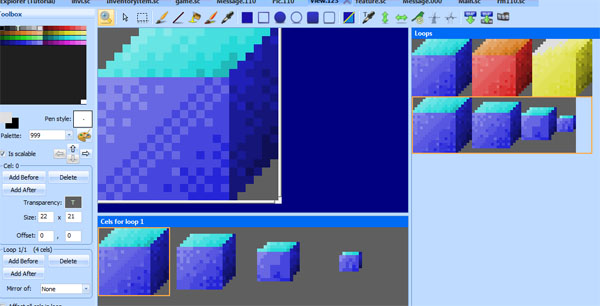 Explorer (Tutorial) invi.sc InventoryItem.sc game.sc Message.110 Pic.110 View.123 feature.sc Message.000 Main.sc rm110.sc
oolbox
Pen style:
Palette: 999
Is scalable
Cel: 0
Add Before Delete
Add After
Transparency: T
Size: 22 x 21
Offset: 0 , 0
Loop 1/1 (4 cels)
Add Before Delete
Add After
Mirror of: None
Cels for loop 1
Loops